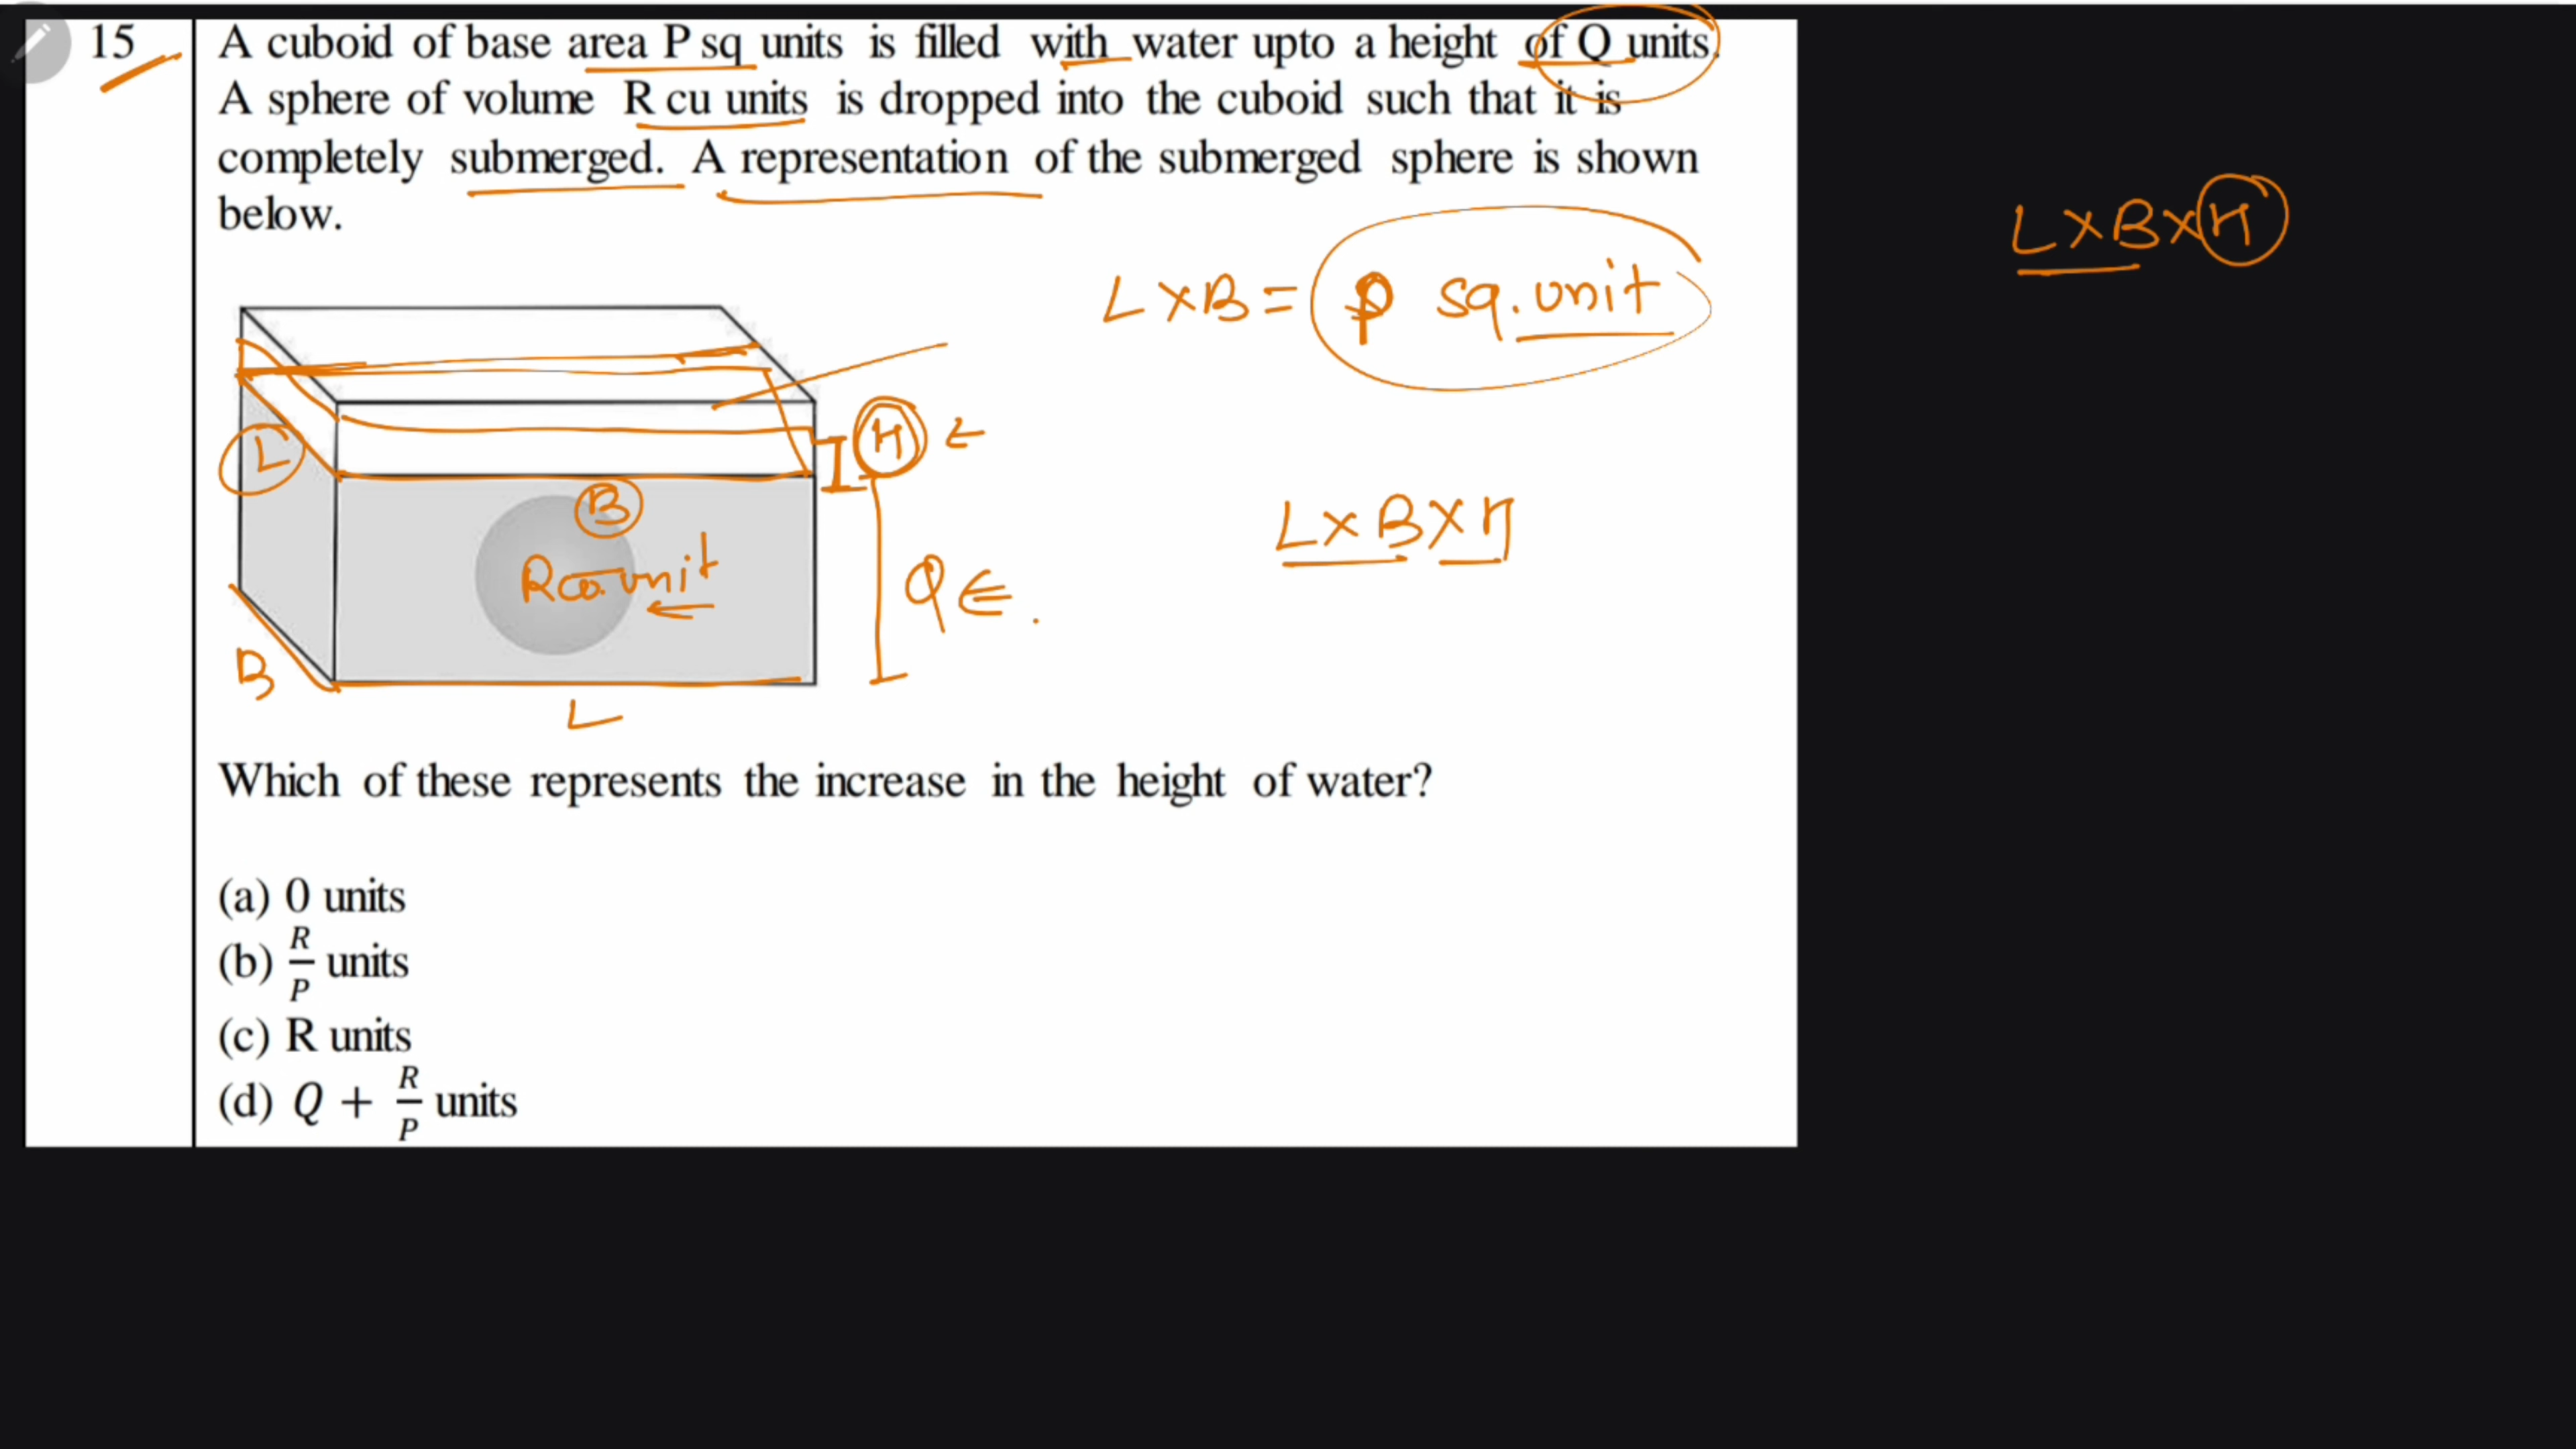 15
A cuboid of base area P sq units is filled with water upto a height of Q units.
A sphere of volume R cu units is dropped into the cuboid such that it is
completely submerged. A representation of the submerged sphere is shown
below.
L×B×H
L×B = P sq. unit
L
H
B
L×B×H
R cu. unit
Q
B
L
Which of these represents the increase in the height of water?
(a) 0 units
(b) R/P units
(c) R units
(d) Q + R/P units